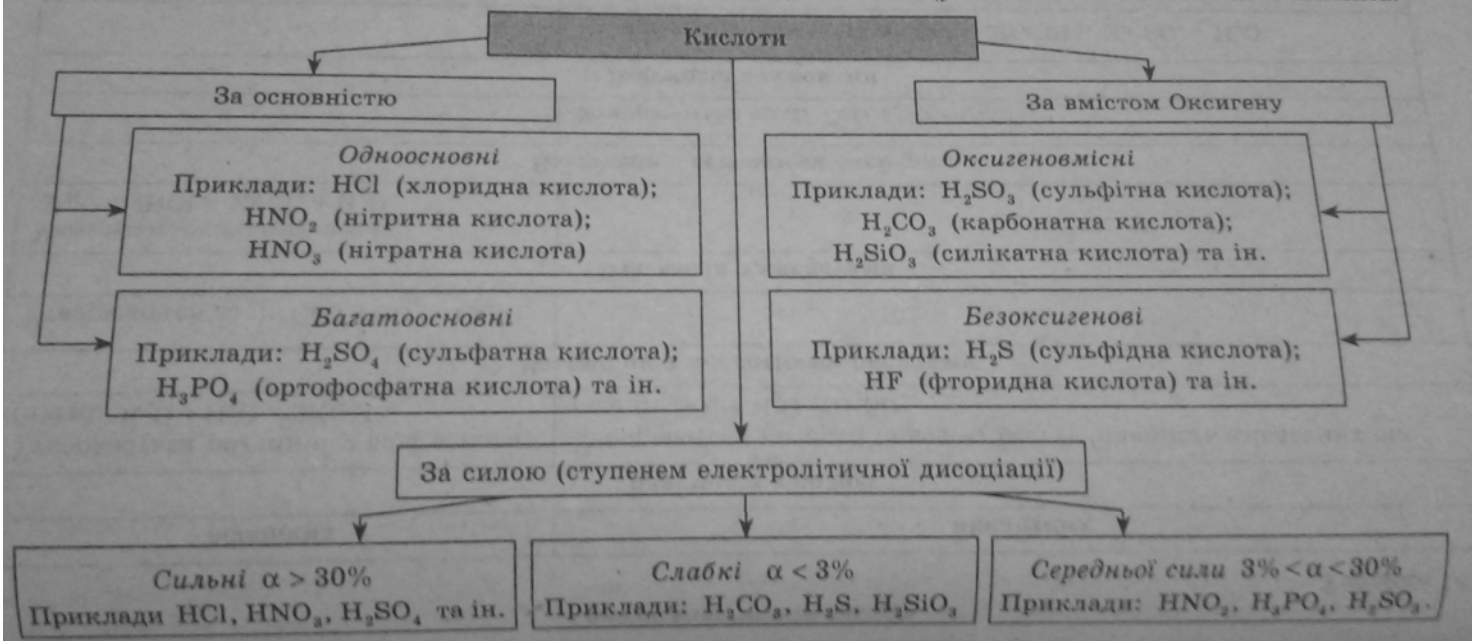 Кислоти
За основністю
За вмістом Оксигену
Одноосновні
Приклади: HCl (хлоридна кислота);
HNO₂ (нітритна кислота);
HNO₃ (нітратна кислота)
Оксигеновмісні
Приклади: H₂SO₃ (сульфітна кислота);
H₂CO₃ (карбонатна кислота);
H₂SiO₃ (силікатна кислота) та ін.
Багатоосновні
Приклади: H₂SO₄ (сульфатна кислота);
H₃PO₄ (ортофосфатна кислота) та ін.
Безоксигенові
Приклади: H₂S (сульфідна кислота);
HF (фторидна кислота) та ін.
За силою (ступенем електролітичної дисоціації)
Сильні α > 30%
Приклади HCl, HNO₃, H₂SO₄ та ін.
Слабкі α < 3%
Приклади: H₂CO₃, H₂S, H₂SiO₃
Середньої сили 3% < α < 30%
Приклади: HNO₂, H₃PO₄, H₂SO₃.